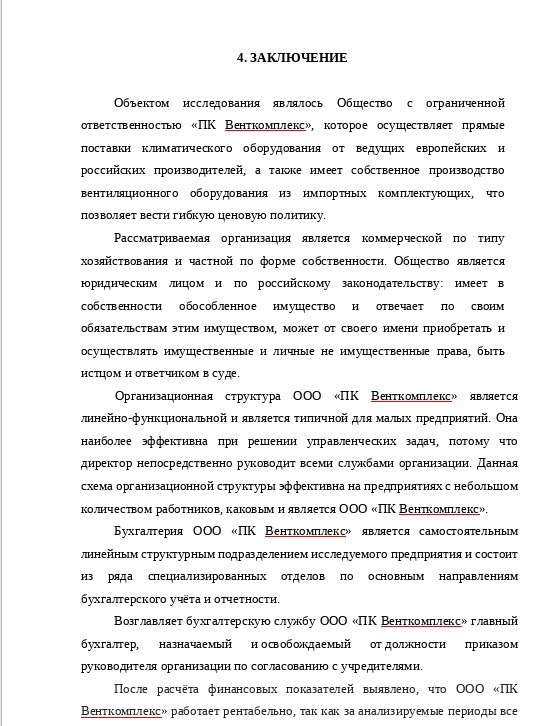 4. ЗАКЛЮЧЕНИЕ
Объектом исследования являлось Общество с ограниченной
ответственностью «ПК Венткомплекс», которое осуществляет прямые
поставки климатического оборудования от ведущих европейских и
российских производителей, а также имеет собственное производство
вентиляционного оборудования из импортных комплектующих, что
позволяет вести гибкую ценовую политику.
Рассматриваемая организация является коммерческой по типу
хозяйствования и частной по форме собственности. Общество является
юридическим лицом и по российскому законодательству: имеет в
собственности обособленное имущество и отвечает по своим
обязательствам этим имуществом, может от своего имени приобретать и
осуществлять имущественные и личные не имущественные права, быть
истцом и ответчиком в суде.
Организационная структура ООО «ПК Венткомплекс» является
линейно-функциональной и является типичной для малых предприятий. Она
наиболее эффективна при решении управленческих задач, потому что
директор непосредственно руководит всеми службами организации. Данная
схема организационной структуры эффективна на предприятиях с небольшом
количеством работников, каковым и является ООО «ПК Венткомплекс».
Бухгалтерия ООО «ПК Венткомплекс» является самостоятельным
линейным структурным подразделением исследуемого предприятия и состоит
из ряда специализированных отделов по основным направлениям
бухгалтерского учёта и отчетности.
Возглавляет бухгалтерскую службу ООО «ПК Венткомплекс» главный
бухгалтер, назначаемый и освобождаемый от должности приказом
руководителя организации по согласованию с учредителями.
После расчёта финансовых показателей выявлено, что ООО «ПК
Венткомплекс» работает рентабельно, так как за анализируемые периоды все